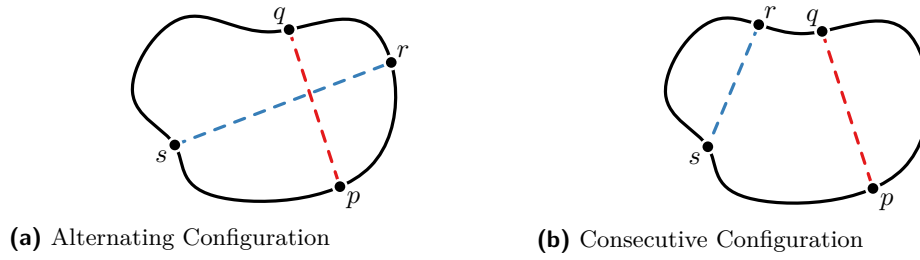 q
r
s
p
(a) Alternating Configuration
r
q
s
p
(b) Consecutive Configuration